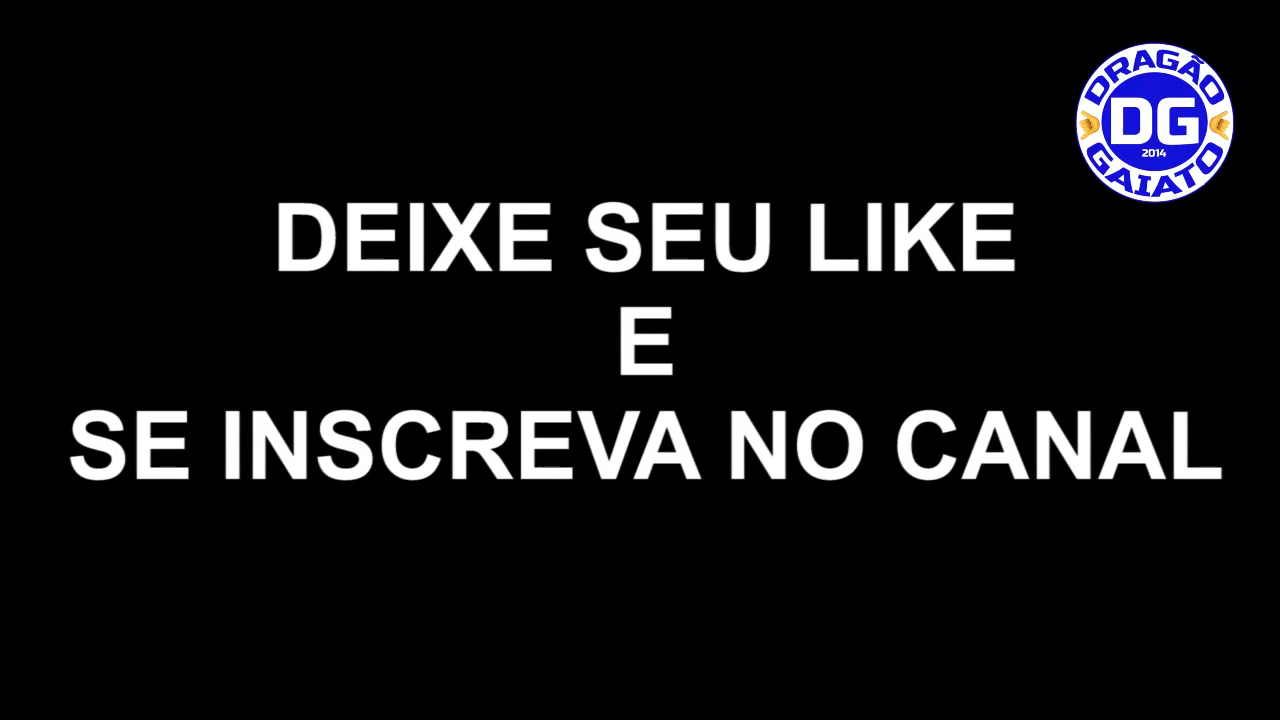 DRAGÃO
DG
2014
GAIATO
DEIXE SEU LIKE
E
SE INSCREVA NO CANAL